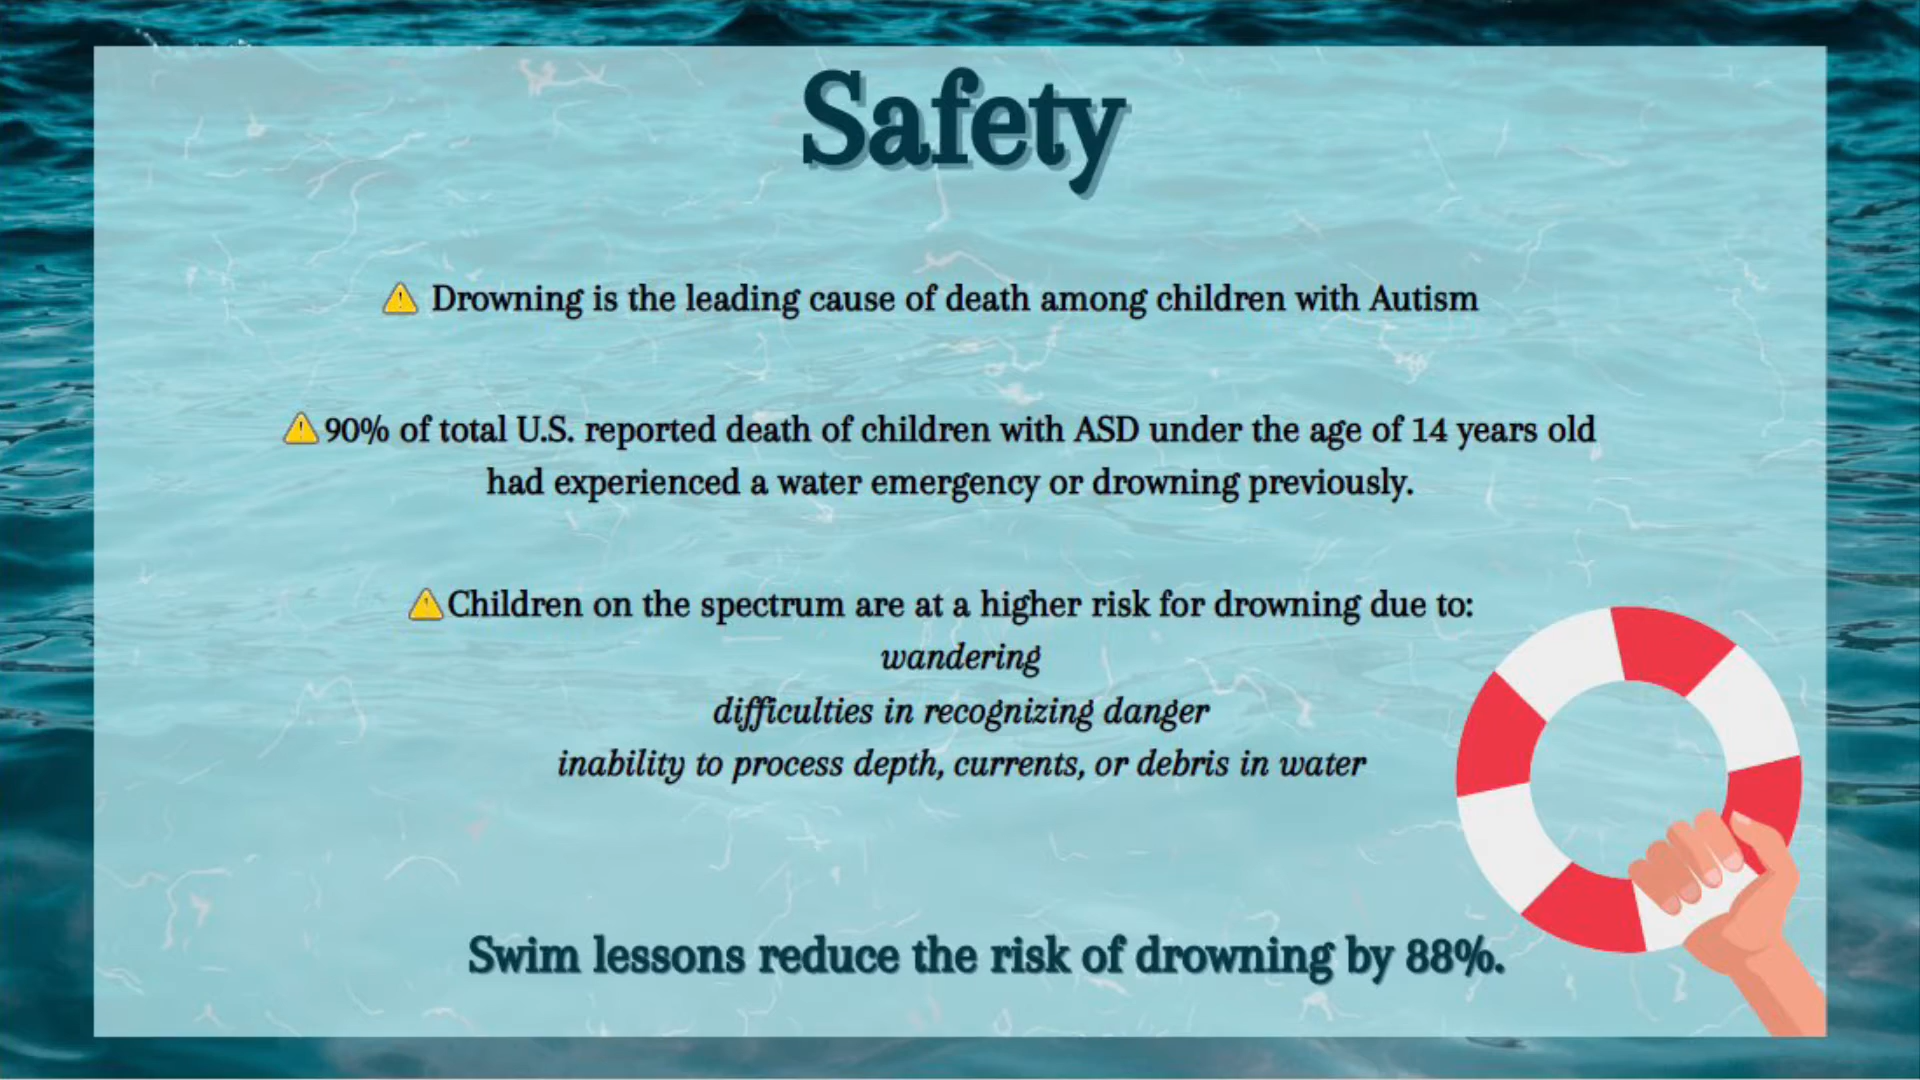 Safety
⚠️ Drowning is the leading cause of death among children with Autism
⚠️90% of total U.S. reported death of children with ASD under the age of 14 years old
had experienced a water emergency or drowning previously.
⚠️Children on the spectrum are at a higher risk for drowning due to:
wandering
difficulties in recognizing danger
inability to process depth, currents, or debris in water
Swim lessons reduce the risk of drowning by 88%.